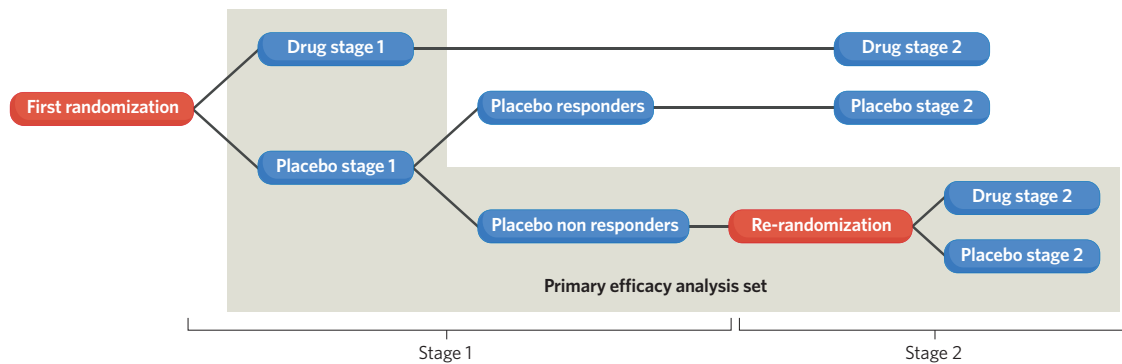 Drug stage 1
Drug stage 2
First randomization
Placebo responders
Placebo stage 2
Placebo stage 1
Drug stage 2
Placebo non responders
Re-randomization
Placebo stage 2
Primary efficacy analysis set
Stage 1
Stage 2